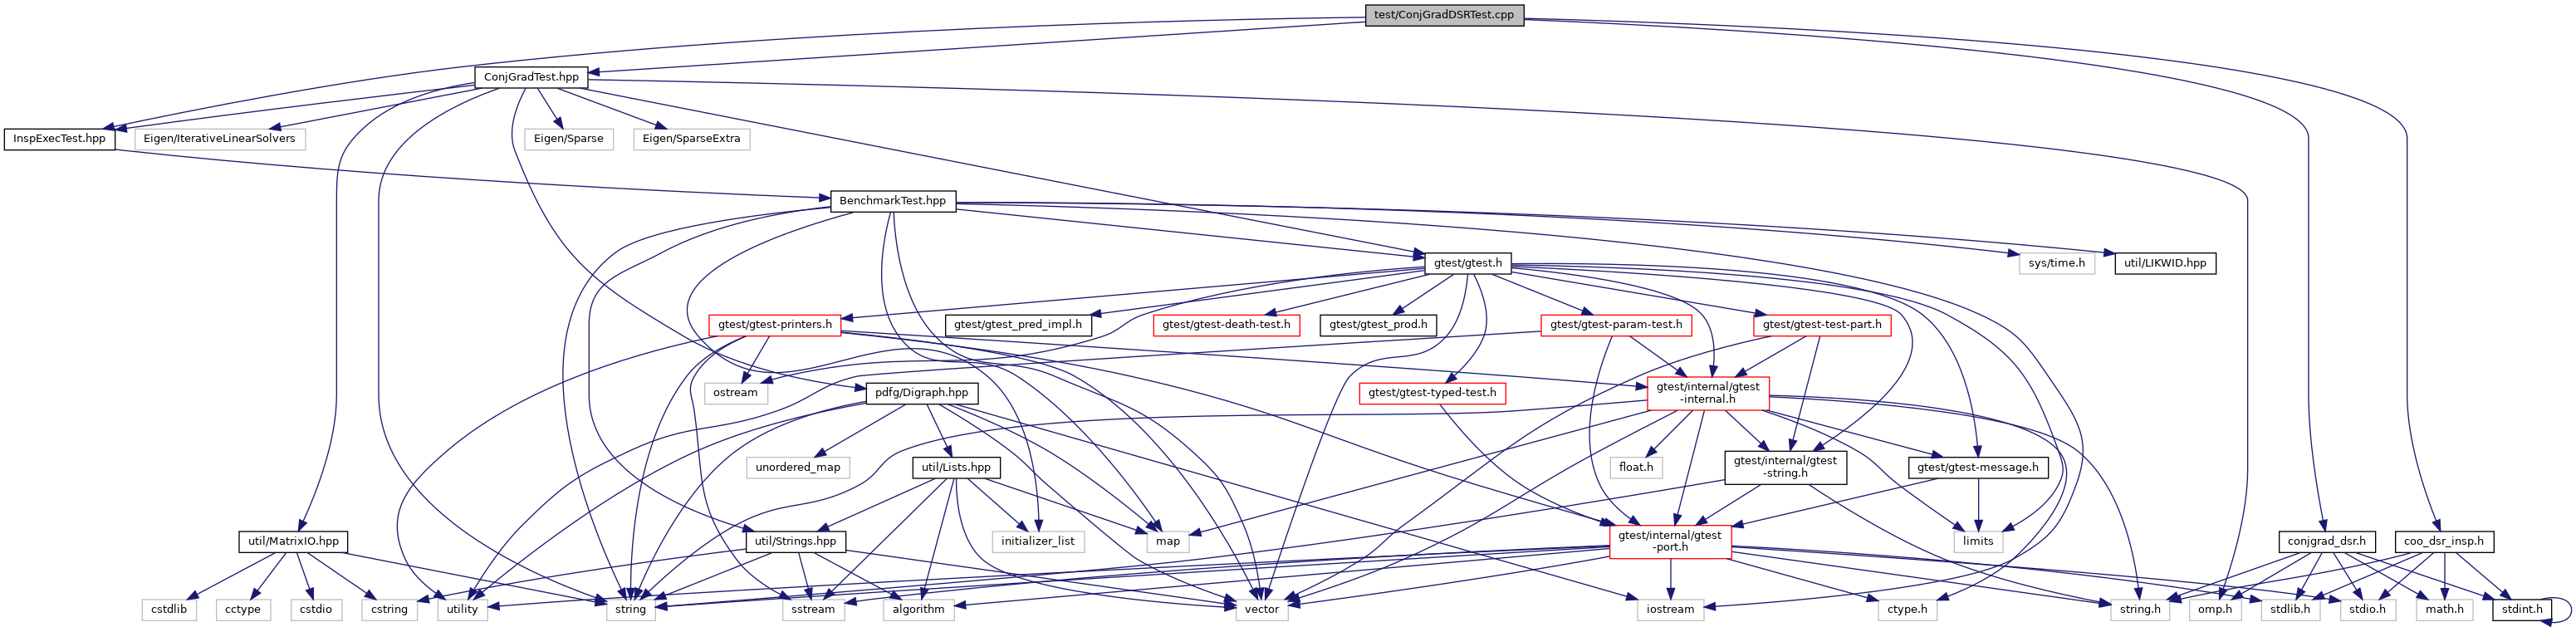 test/ConjGradDSRTest.cpp
ConjGradTest.hpp
InspExecTest.hpp
Eigen/IterativeLinearSolvers
Eigen/Sparse
Eigen/SparseExtra
BenchmarkTest.hpp
gtest/gtest.h
sys/time.h
util/LIKWID.hpp
gtest/gtest-printers.h
gtest/gtest_pred_impl.h
gtest/gtest-death-test.h
gtest/gtest_prod.h
gtest/gtest-param-test.h
gtest/gtest-test-part.h
ostream
pdfg/Digraph.hpp
gtest/gtest-typed-test.h
gtest/internal/gtest
-internal.h
unordered_map
util/Lists.hpp
float.h
gtest/internal/gtest
-string.h
gtest/gtest-message.h
util/MatrixIO.hpp
util/Strings.hpp
initializer_list
map
gtest/internal/gtest
-port.h
limits
conjgrad_dsr.h
coo_dsr_insp.h
cstdlib
cctype
cstdio
cstring
utility
string
sstream
algorithm
vector
iostream
ctype.h
string.h
omp.h
stdlib.h
stdio.h
math.h
stdint.h